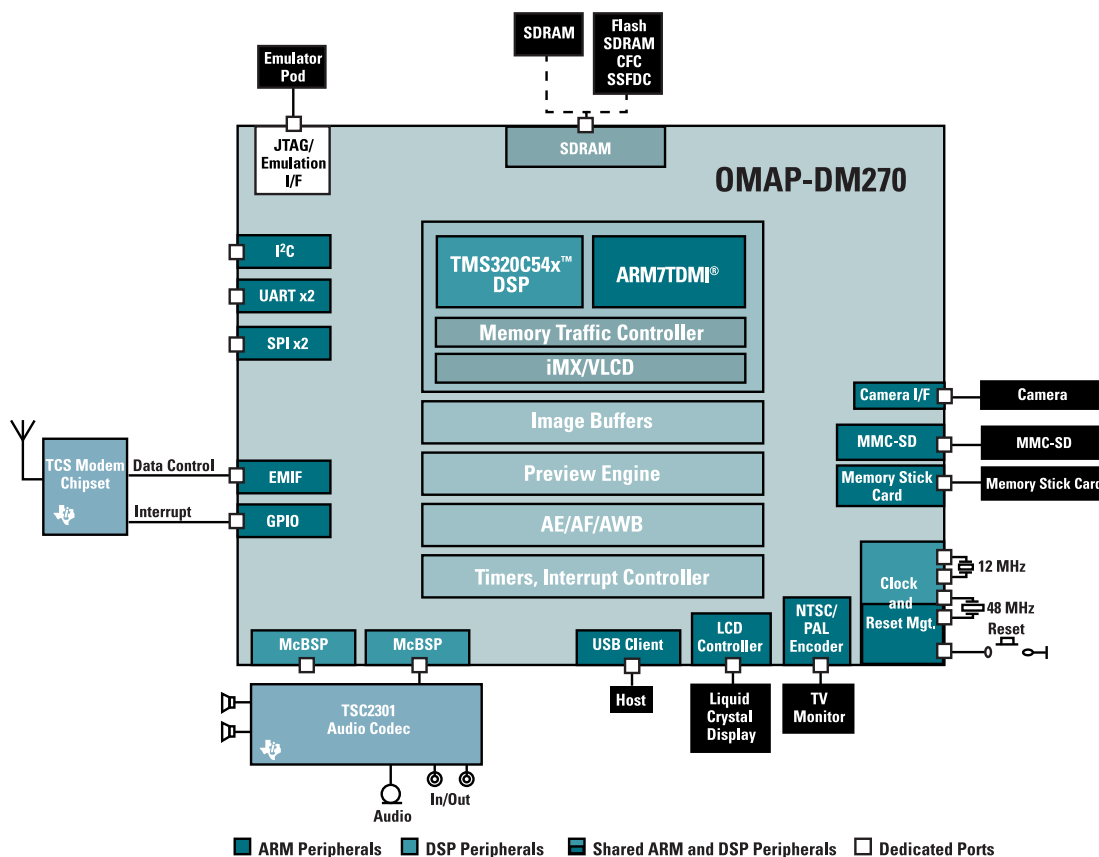 SDRAM
Flash
SDRAM
CFC
SSFDC
Emulator
Pod
JTAG/
Emulation
I/F
SDRAM
OMAP-DM270
I²C
UART x2
SPI x2
TMS320C54x™
DSP
ARM7TDMI®
Memory Traffic Controller
iMX/VLCD
Image Buffers
Preview Engine
AE/AF/AWB
Timers, Interrupt Controller
Camera I/F
Camera
MMC-SD
MMC-SD
Memory Stick
Card
Memory Stick Card
TCS Modem
Chipset
Data Control
Interrupt
EMIF
GPIO
Clock
and
Reset Mgt.
12 MHz
48 MHz
Reset
McBSP
McBSP
USB Client
LCD
Controller
NTSC/
PAL
Encoder
Host
Liquid
Crystal
Display
TV
Monitor
TSC2301
Audio Codec
Audio
In/Out
ARM Peripherals
DSP Peripherals
Shared ARM and DSP Peripherals
Dedicated Ports